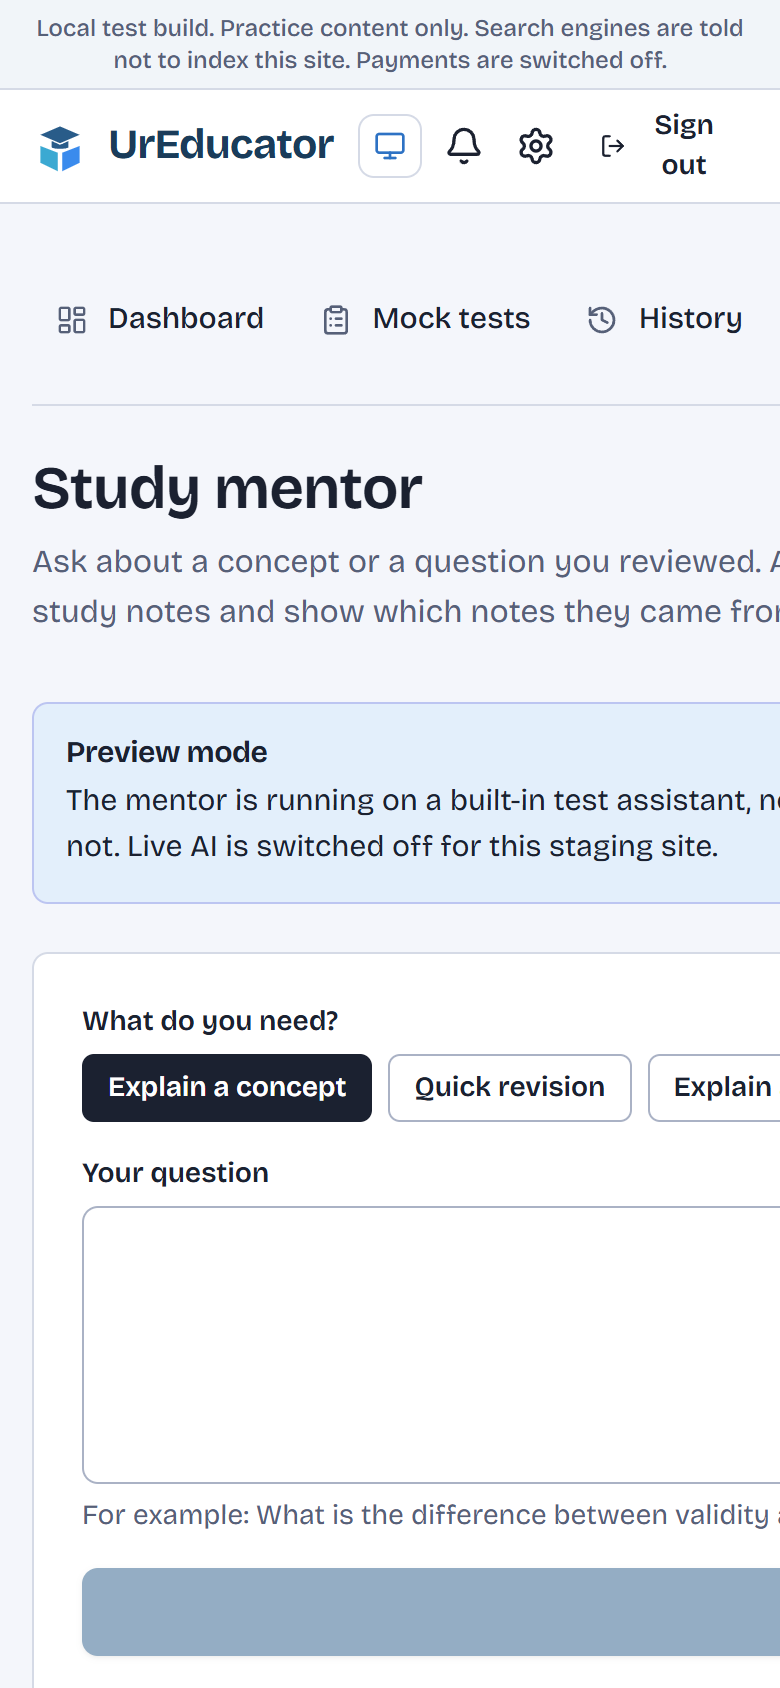 Local test build. Practice content only. Search engines are told
not to index this site. Payments are switched off.
UrEducator
Sign
out
Dashboard
Mock tests
History
Study mentor
Ask about a concept or a question you reviewed.
study notes and show which notes they came
Preview mode
The mentor is running on a built-in test assistant,
not. Live AI is switched off for this staging site.
What do you need?
Explain a concept
Quick revision
Explain
Your question
For example: What is the difference between validity